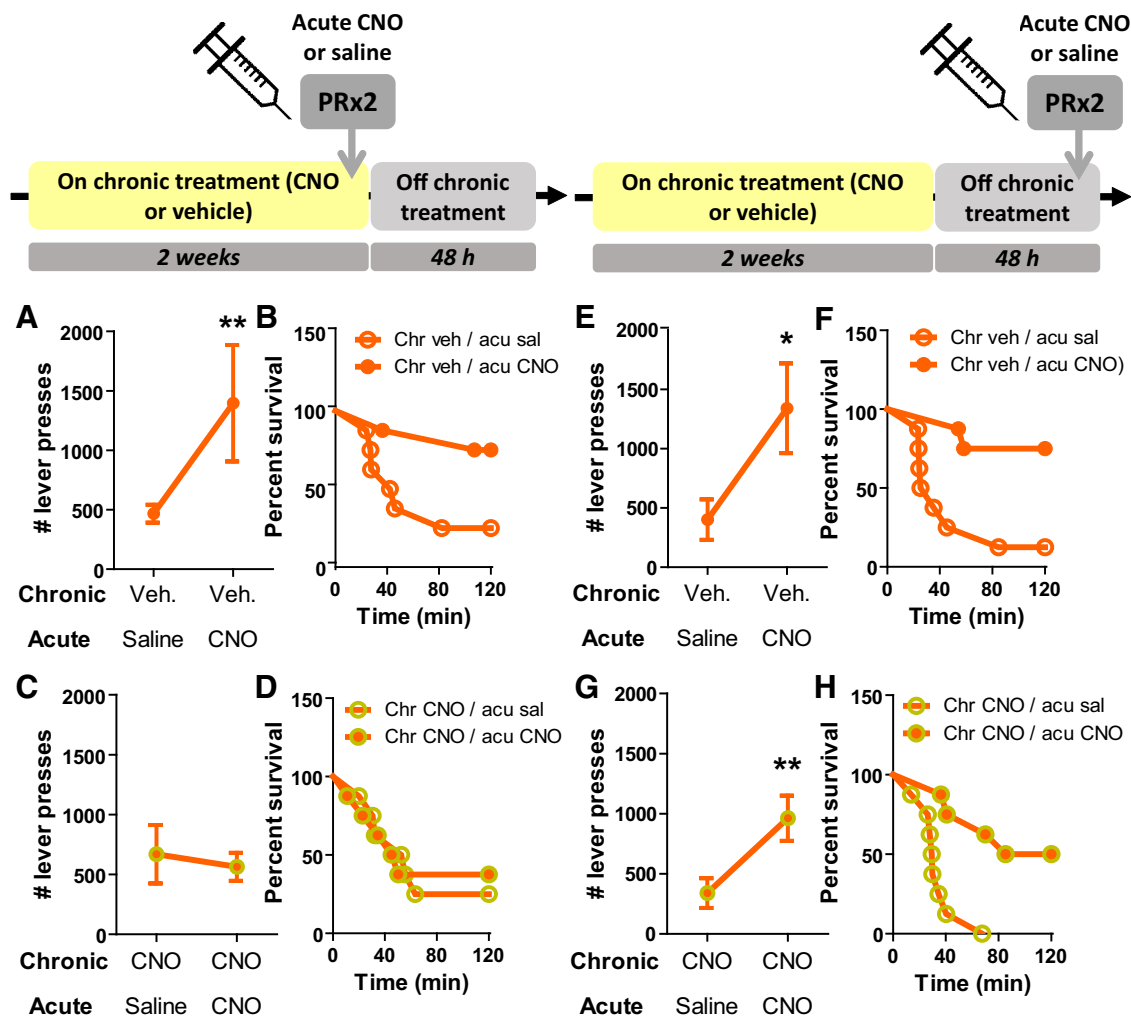 Acute CNO
or saline
PRx2
On chronic treatment (CNO
or vehicle)
Off chronic
treatment
2 weeks
48 h
Acute CNO
or saline
PRx2
On chronic treatment (CNO
or vehicle)
Off chronic
treatment
2 weeks
48 h
A
# lever presses
2000
1500
1000
500
0
**
Chronic Veh. Veh.
Acute Saline CNO
B
Percent survival
150
100
50
0
Chr veh / acu sal
Chr veh / acu CNO
0 40 80 120
Time (min)
E
# lever presses
2000
1500
1000
500
0
*
Chronic Veh. Veh.
Acute Saline CNO
F
Percent survival
150
100
50
0
Chr veh / acu sal
Chr veh / acu CNO)
0 40 80 120
Time (min)
C
# lever presses
2000
1500
1000
500
0
Chronic CNO CNO
Acute Saline CNO
D
Percent survival
150
100
50
0
Chr CNO / acu sal
Chr CNO / acu CNO
0 40 80 120
Time (min)
G
# lever presses
2000
1500
1000
500
0
**
Chronic CNO CNO
Acute Saline CNO
H
Percent survival
150
100
50
0
Chr CNO / acu sal
Chr CNO / acu CNO
0 40 80 120
Time (min)